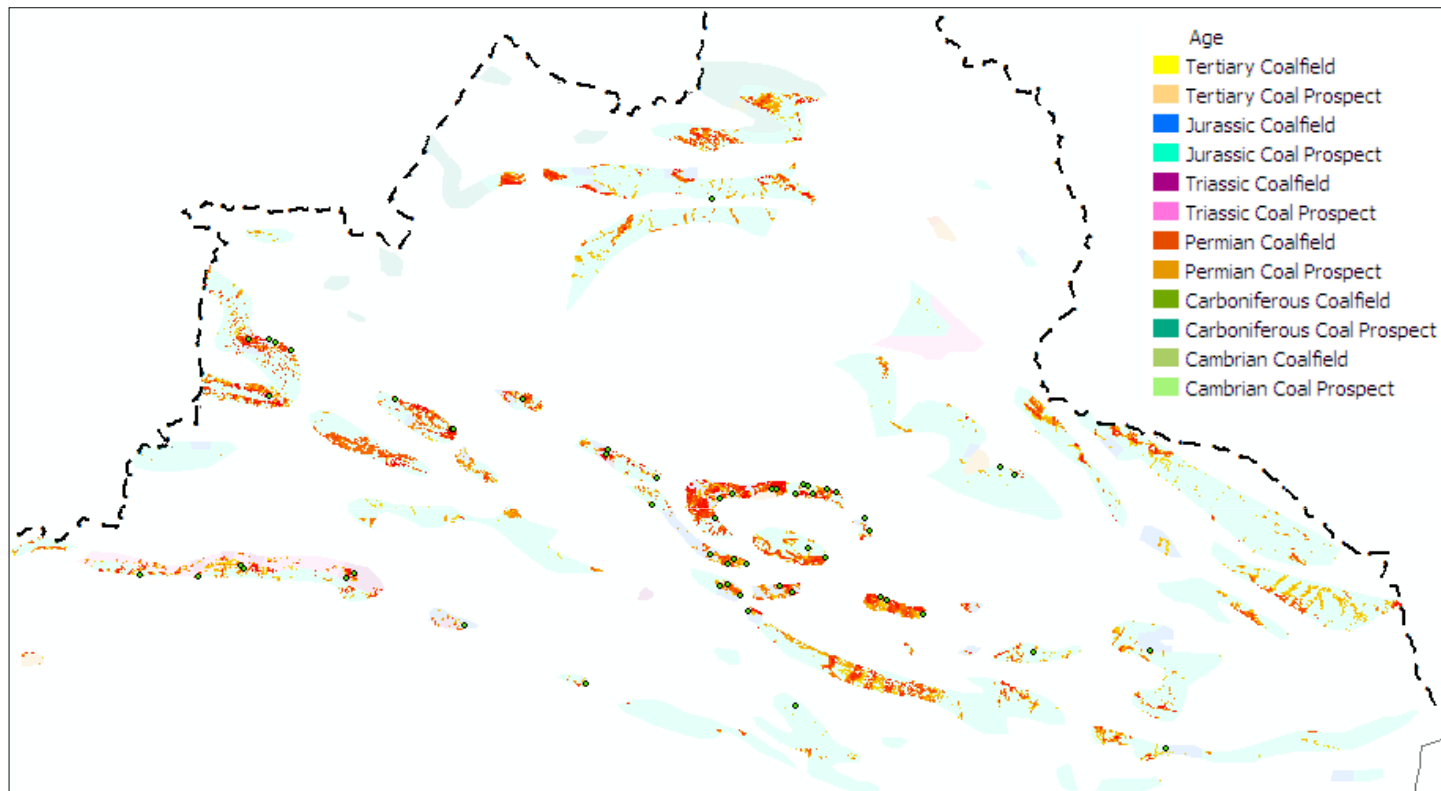 Age
Tertiary Coalfield
Tertiary Coal Prospect
Jurassic Coalfield
Jurassic Coal Prospect
Triassic Coalfield
Triassic Coal Prospect
Permian Coalfield
Permian Coal Prospect
Carboniferous Coalfield
Carboniferous Coal Prospect
Cambrian Coalfield
Cambrian Coal Prospect